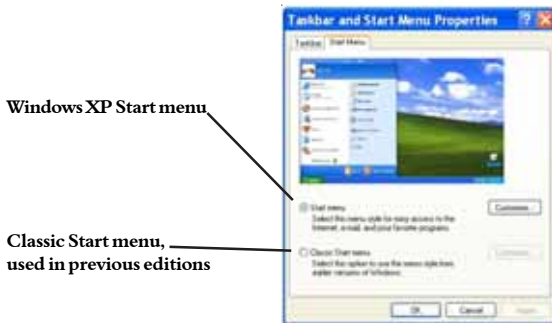 Taskbar and Start Menu Properties
Taskbar Start Menu
Windows XP Start menu
Start menu
Customize...
Select this menu style for easy access to the
Internet, e-mail, and your favorite programs.
Classic Start menu,
used in previous editions
Classic Start menu
Customize...
Select this option to use the menu style from
earlier versions of Windows.
OK Cancel Apply